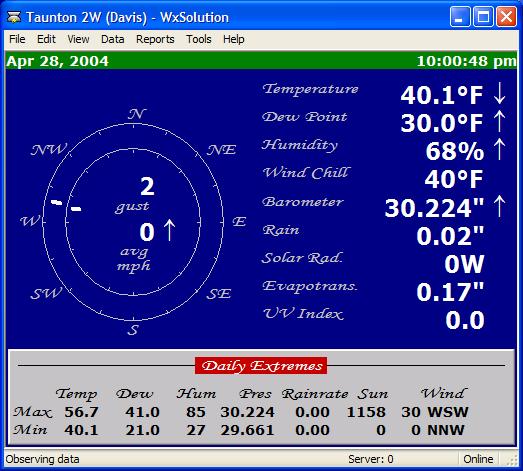 Taunton 2W (Davis) - WxSolution
File Edit View Data Reports Tools Help
Apr 28, 2004 10:00:48 pm
N
NE
E
SE
S
SW
W
NW
2
gust
0 ↑
avg
mph
Temperature 40.1°F ↓
Dew Point 30.0°F ↑
Humidity 68% ↑
Wind Chill 40°F
Barometer 30.224" ↑
Rain 0.02"
Solar Rad. 0W
Evapotrans. 0.17"
UV Index 0.0
Daily Extremes
Temp Dew Hum Pres Rainrate Sun Wind
Max 56.7 41.0 85 30.224 0.00 1158 30 WSW
Min 40.1 21.0 27 29.661 0.00 0 0 NNW
Observing data Server: 0 Online